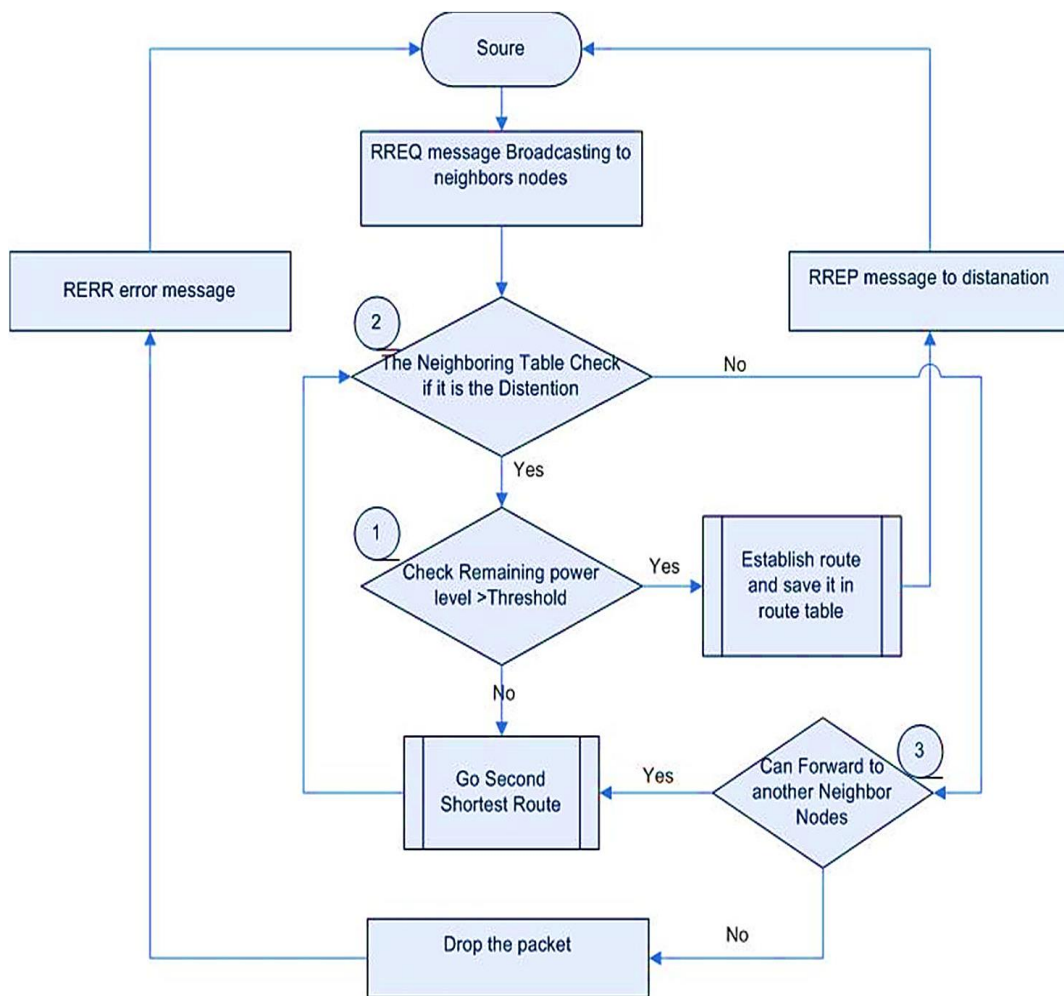 Soure
RREQ message Broadcasting to
neighbors nodes
RERR error message
RREP message to distanation
2
The Neighboring Table Check
if it is the Distention
No
Yes
1
Check Remaining power
level >Threshold
Yes
Establish route
and save it in
route table
No
Go Second
Shortest Route
Yes
3
Can Forward to
another Neighbor
Nodes
No
Drop the packet